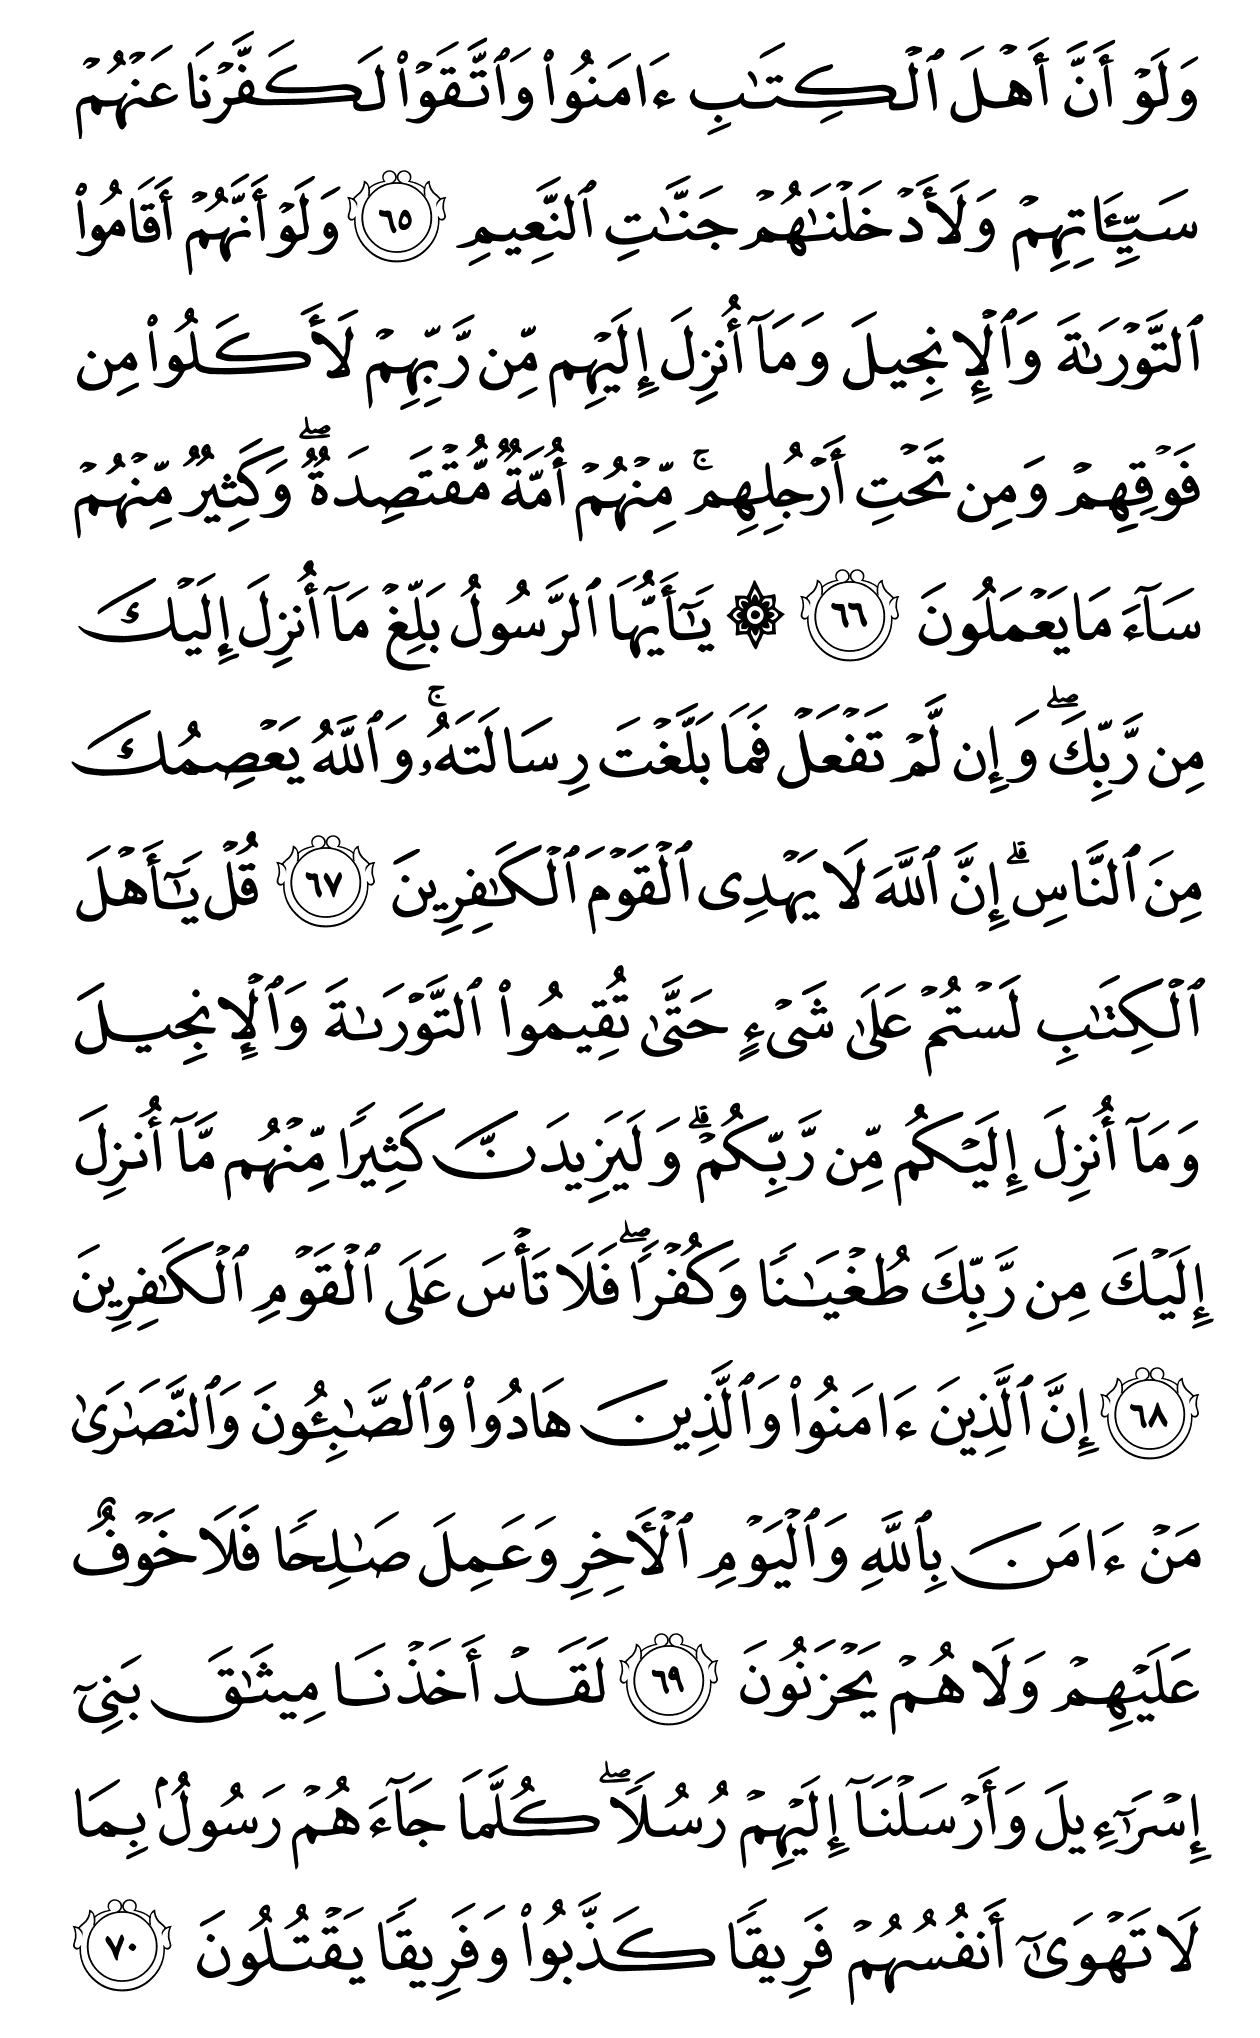 وَلَوۡ أَنَّ أَهۡلَ ٱلۡكِتَٰبِ ءَامَنُواْ وَٱتَّقَوۡاْ لَكَفَّرۡنَا عَنۡهُمۡ
سَيِّـَٔاتِهِمۡ وَلَأَدۡخَلۡنَٰهُمۡ جَنَّٰتِ ٱلنَّعِيمِ ٦٥ وَلَوۡ أَنَّهُمۡ أَقَامُواْ
ٱلتَّوۡرَىٰةَ وَٱلۡإِنجِيلَ وَمَآ أُنزِلَ إِلَيۡهِم مِّن رَّبِّهِمۡ لَأَكَلُواْ مِن
فَوۡقِهِمۡ وَمِن تَحۡتِ أَرۡجُلِهِمۚ مِّنۡهُمۡ أُمَّةٞ مُّقۡتَصِدَةٞۖ وَكَثِيرٞ مِّنۡهُمۡ
سَآءَ مَا يَعۡمَلُونَ ٦٦ ۞ يَٰٓأَيُّهَا ٱلرَّسُولُ بَلِّغۡ مَآ أُنزِلَ إِلَيۡكَ
مِن رَّبِّكَۖ وَإِن لَّمۡ تَفۡعَلۡ فَمَا بَلَّغۡتَ رِسَالَتَهُۥۚ وَٱللَّهُ يَعۡصِمُكَ
مِنَ ٱلنَّاسِۗ إِنَّ ٱللَّهَ لَا يَهۡدِي ٱلۡقَوۡمَ ٱلۡكَٰفِرِينَ ٦٧ قُلۡ يَٰٓأَهۡلَ
ٱلۡكِتَٰبِ لَسۡتُمۡ عَلَىٰ شَيۡءٍ حَتَّىٰ تُقِيمُواْ ٱلتَّوۡرَىٰةَ وَٱلۡإِنجِيلَ
وَمَآ أُنزِلَ إِلَيۡكُم مِّن رَّبِّكُمۡۗ وَلَيَزِيدَنَّ كَثِيرٗا مِّنۡهُم مَّآ أُنزِلَ
إِلَيۡكَ مِن رَّبِّكَ طُغۡيَٰنٗا وَكُفۡرٗاۖ فَلَا تَأۡسَ عَلَى ٱلۡقَوۡمِ ٱلۡكَٰفِرِينَ
٦٨ إِنَّ ٱلَّذِينَ ءَامَنُواْ وَٱلَّذِينَ هَادُواْ وَٱلصَّٰبِـُٔونَ وَٱلنَّصَٰرَىٰ
مَنۡ ءَامَنَ بِٱللَّهِ وَٱلۡيَوۡمِ ٱلۡأٓخِرِ وَعَمِلَ صَٰلِحٗا فَلَا خَوۡفٌ
عَلَيۡهِمۡ وَلَا هُمۡ يَحۡزَنُونَ ٦٩ لَقَدۡ أَخَذۡنَا مِيثَٰقَ بَنِيٓ
إِسۡرَٰٓءِيلَ وَأَرۡسَلۡنَآ إِلَيۡهِمۡ رُسُلٗاۖ كُلَّمَا جَآءَهُمۡ رَسُولُۢ بِمَا
لَا تَهۡوَىٰٓ أَنفُسُهُمۡ فَرِيقٗا كَذَّبُواْ وَفَرِيقٗا يَقۡتُلُونَ ٧٠